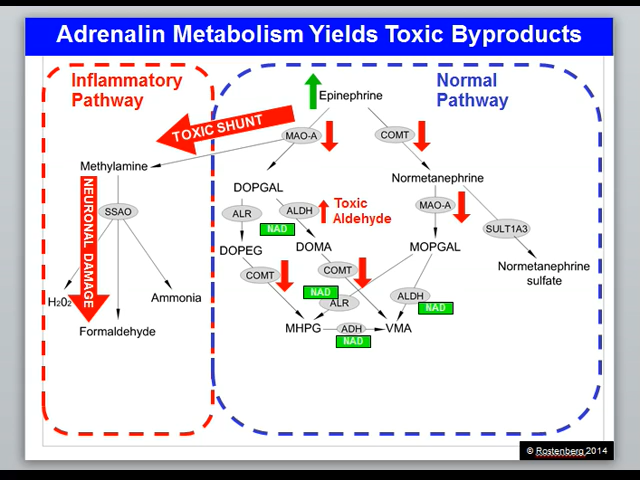 Adrenalin Metabolism Yields Toxic Byproducts
Inflammatory
Pathway
Normal
Pathway
Epinephrine
TOXIC SHUNT
MAO-A
COMT
Methylamine
Normetanephrine
DOPGAL
NEURONAL DAMAGE
SSAO
ALR
ALDH
Toxic
Aldehyde
MAO-A
NAD
SULT1A3
DOPEG
DOMA
MOPGAL
COMT
COMT
Normetanephrine
sulfate
H2O2
Ammonia
NAD
ALR
ALDH
NAD
Formaldehyde
MHPG
ADH
VMA
NAD
© Rostenberg 2014